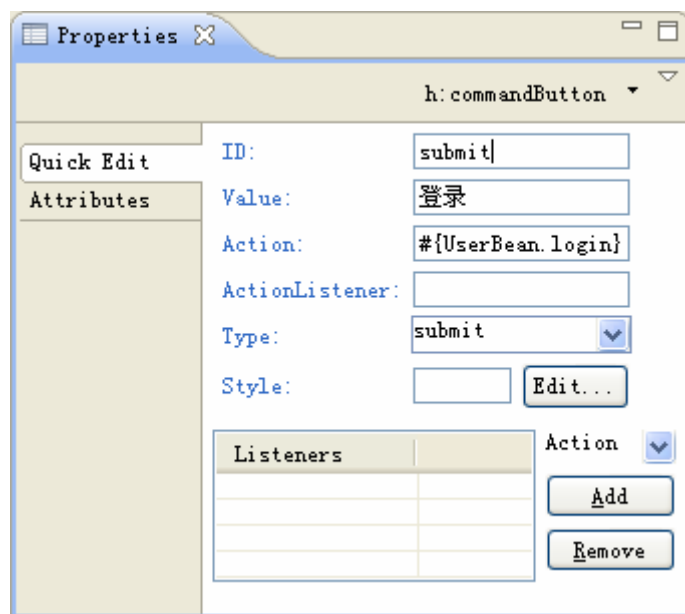 Properties
h:commandButton
Quick Edit
Attributes
ID: submit
Value: 登录
Action: #{UserBean.login}
ActionListener:
Type: submit
Style: Edit...
Listeners
Action
Add
Remove